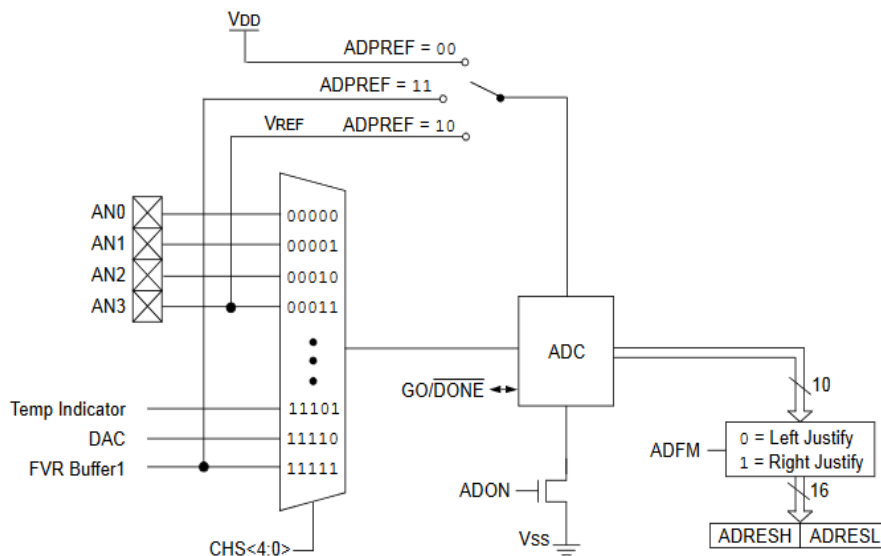 VDD
ADPREF = 00
ADPREF = 11
VREF ADPREF = 10
AN0
AN1
AN2
AN3
00000
00001
00010
00011
Temp Indicator
DAC
FVR Buffer1
11101
11110
11111
CHS<4:0>
ADC
GO/DONE
ADON
VSS
10
ADFM
0 = Left Justify
1 = Right Justify
16
ADRESH ADRESL